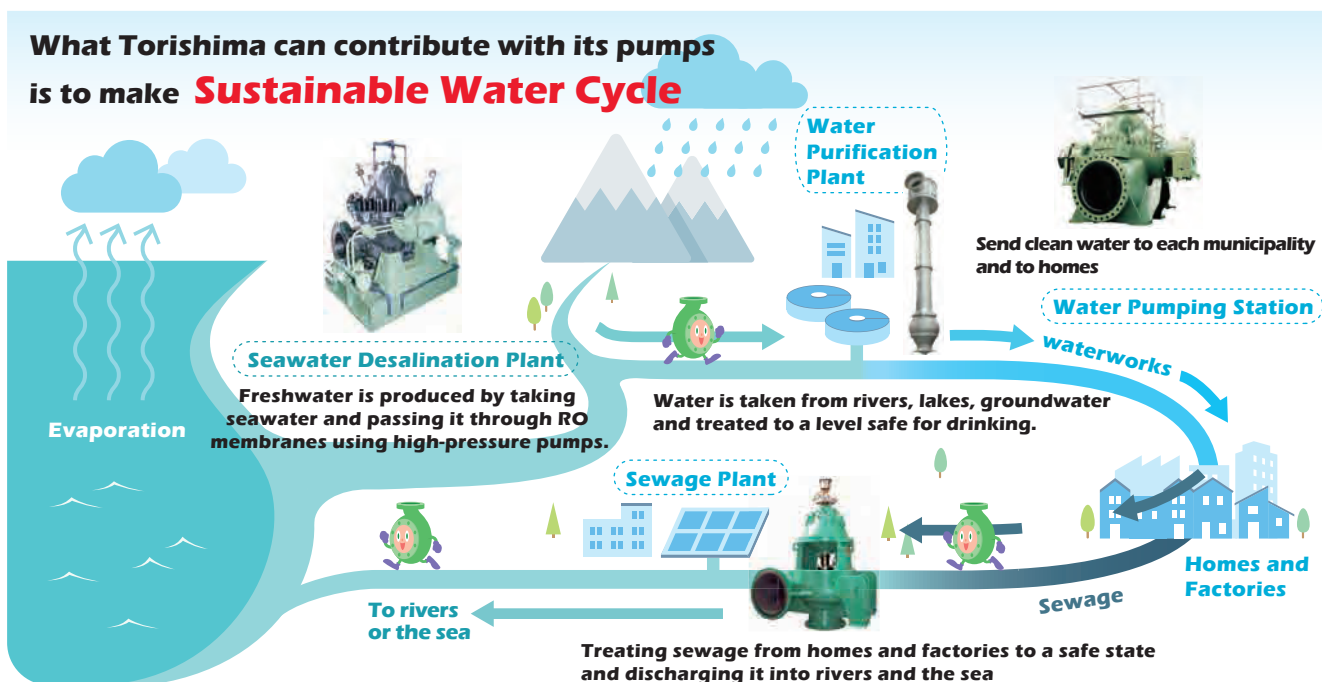 What Torishima can contribute with its pumps
is to make Sustainable Water Cycle
Water
Purification
Plant
Send clean water to each municipality
and to homes
Water Pumping Station
waterworks
Seawater Desalination Plant
Freshwater is produced by taking
seawater and passing it through RO
membranes using high-pressure pumps.
Water is taken from rivers, lakes, groundwater
and treated to a level safe for drinking.
Evaporation
Sewage Plant
Homes and
Factories
Sewage
To rivers
or the sea
Treating sewage from homes and factories to a safe state
and discharging it into rivers and the sea